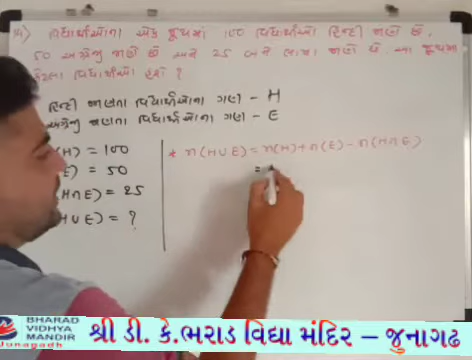 વિદ્યાર્થીઓના એક જૂથમાં 100 વિદ્યાર્થીઓ હિન્દી જાણે છે,
50 અંગ્રેજી જાણે છે અને 25 બંને ભાષા જાણે છે. આ જૂથમાં
કેટલા વિદ્યાર્થીઓ હશે ?
હિન્દી જાણતા વિદ્યાર્થીઓના ગણ - H
અંગ્રેજી જાણતા વિદ્યાર્થીઓના ગણ - E
(H) = 100
* n(H∪E) = n(H) + n(E) - n(H∩E)
E) = 50
=
(H∩E) = 25
∪E) = ?
BHARAD
VIDHYA
MANDIR
Junagadh
શ્રી ડી. કે.ભરાડ વિદ્યા મંદિર – જુનાગઢ